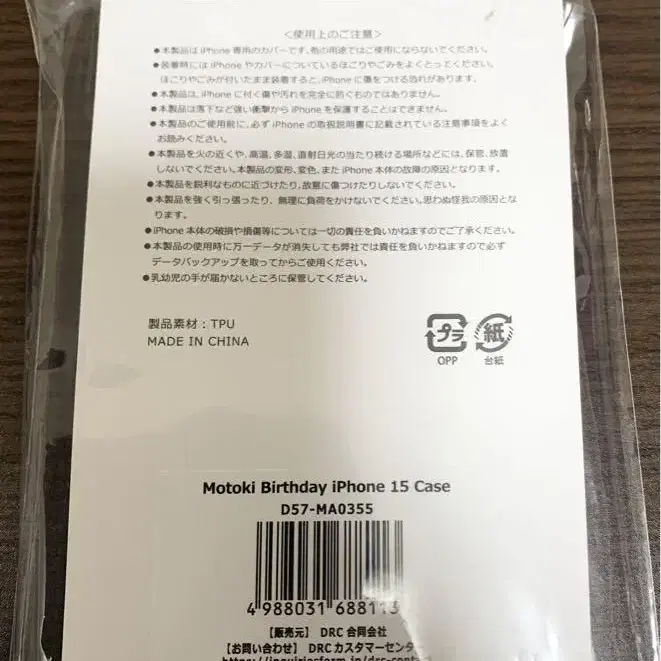 ＜使用上のご注意＞
●本製品は iPhone 専用のカバーです、他の用途ではご使用にならないでください。
●装着時には iPhone やカバーについているほこりやごみをよくとってください。
ほこりやごみが付いたまま装着すると、iPhone に傷をつける恐れがあります。
●本製品は、iPhone に付く傷や汚れを完全に防ぐものではありません。
●本製品は落下など強い衝撃から iPhone を保護することはできません。
●本製品のご使用前に、必ず iPhone の取扱説明書に記載されている注意事項をよく
お読みください。
●本製品を火の近くや、高温、多湿、直射日光の当たり続ける場所などには、保管、放置
しないでください。本製品の変形、変色、また iPhone 本体の故障の原因となります。
●本製品を鋭利なものに近づけたり、故意に傷つけたりしないでください。
●本製品を強く引っ張ったり、無理に負荷をかけないでください。思わぬ怪我の原因とな
ります。
●iPhone 本体の破損や損傷等については一切の責任を負いかねますのでご了承ください。
●本製品の使用時に万一データが消失しても弊社では責任を負いかねますので必ず
データバックアップを取ってからご使用ください。
●乳幼児の手が届かないところに保管してください。
製品素材：TPU
MADE IN CHINA
プラ
OPP
紙
台紙
Motoki Birthday iPhone 15 Case
D57-MA0355
4 988031 688113
【販売元】 DRC 合同会社
【お問い合わせ】 DRC カスタマーセンタ
https://inquiriesform.jp/drc-contact